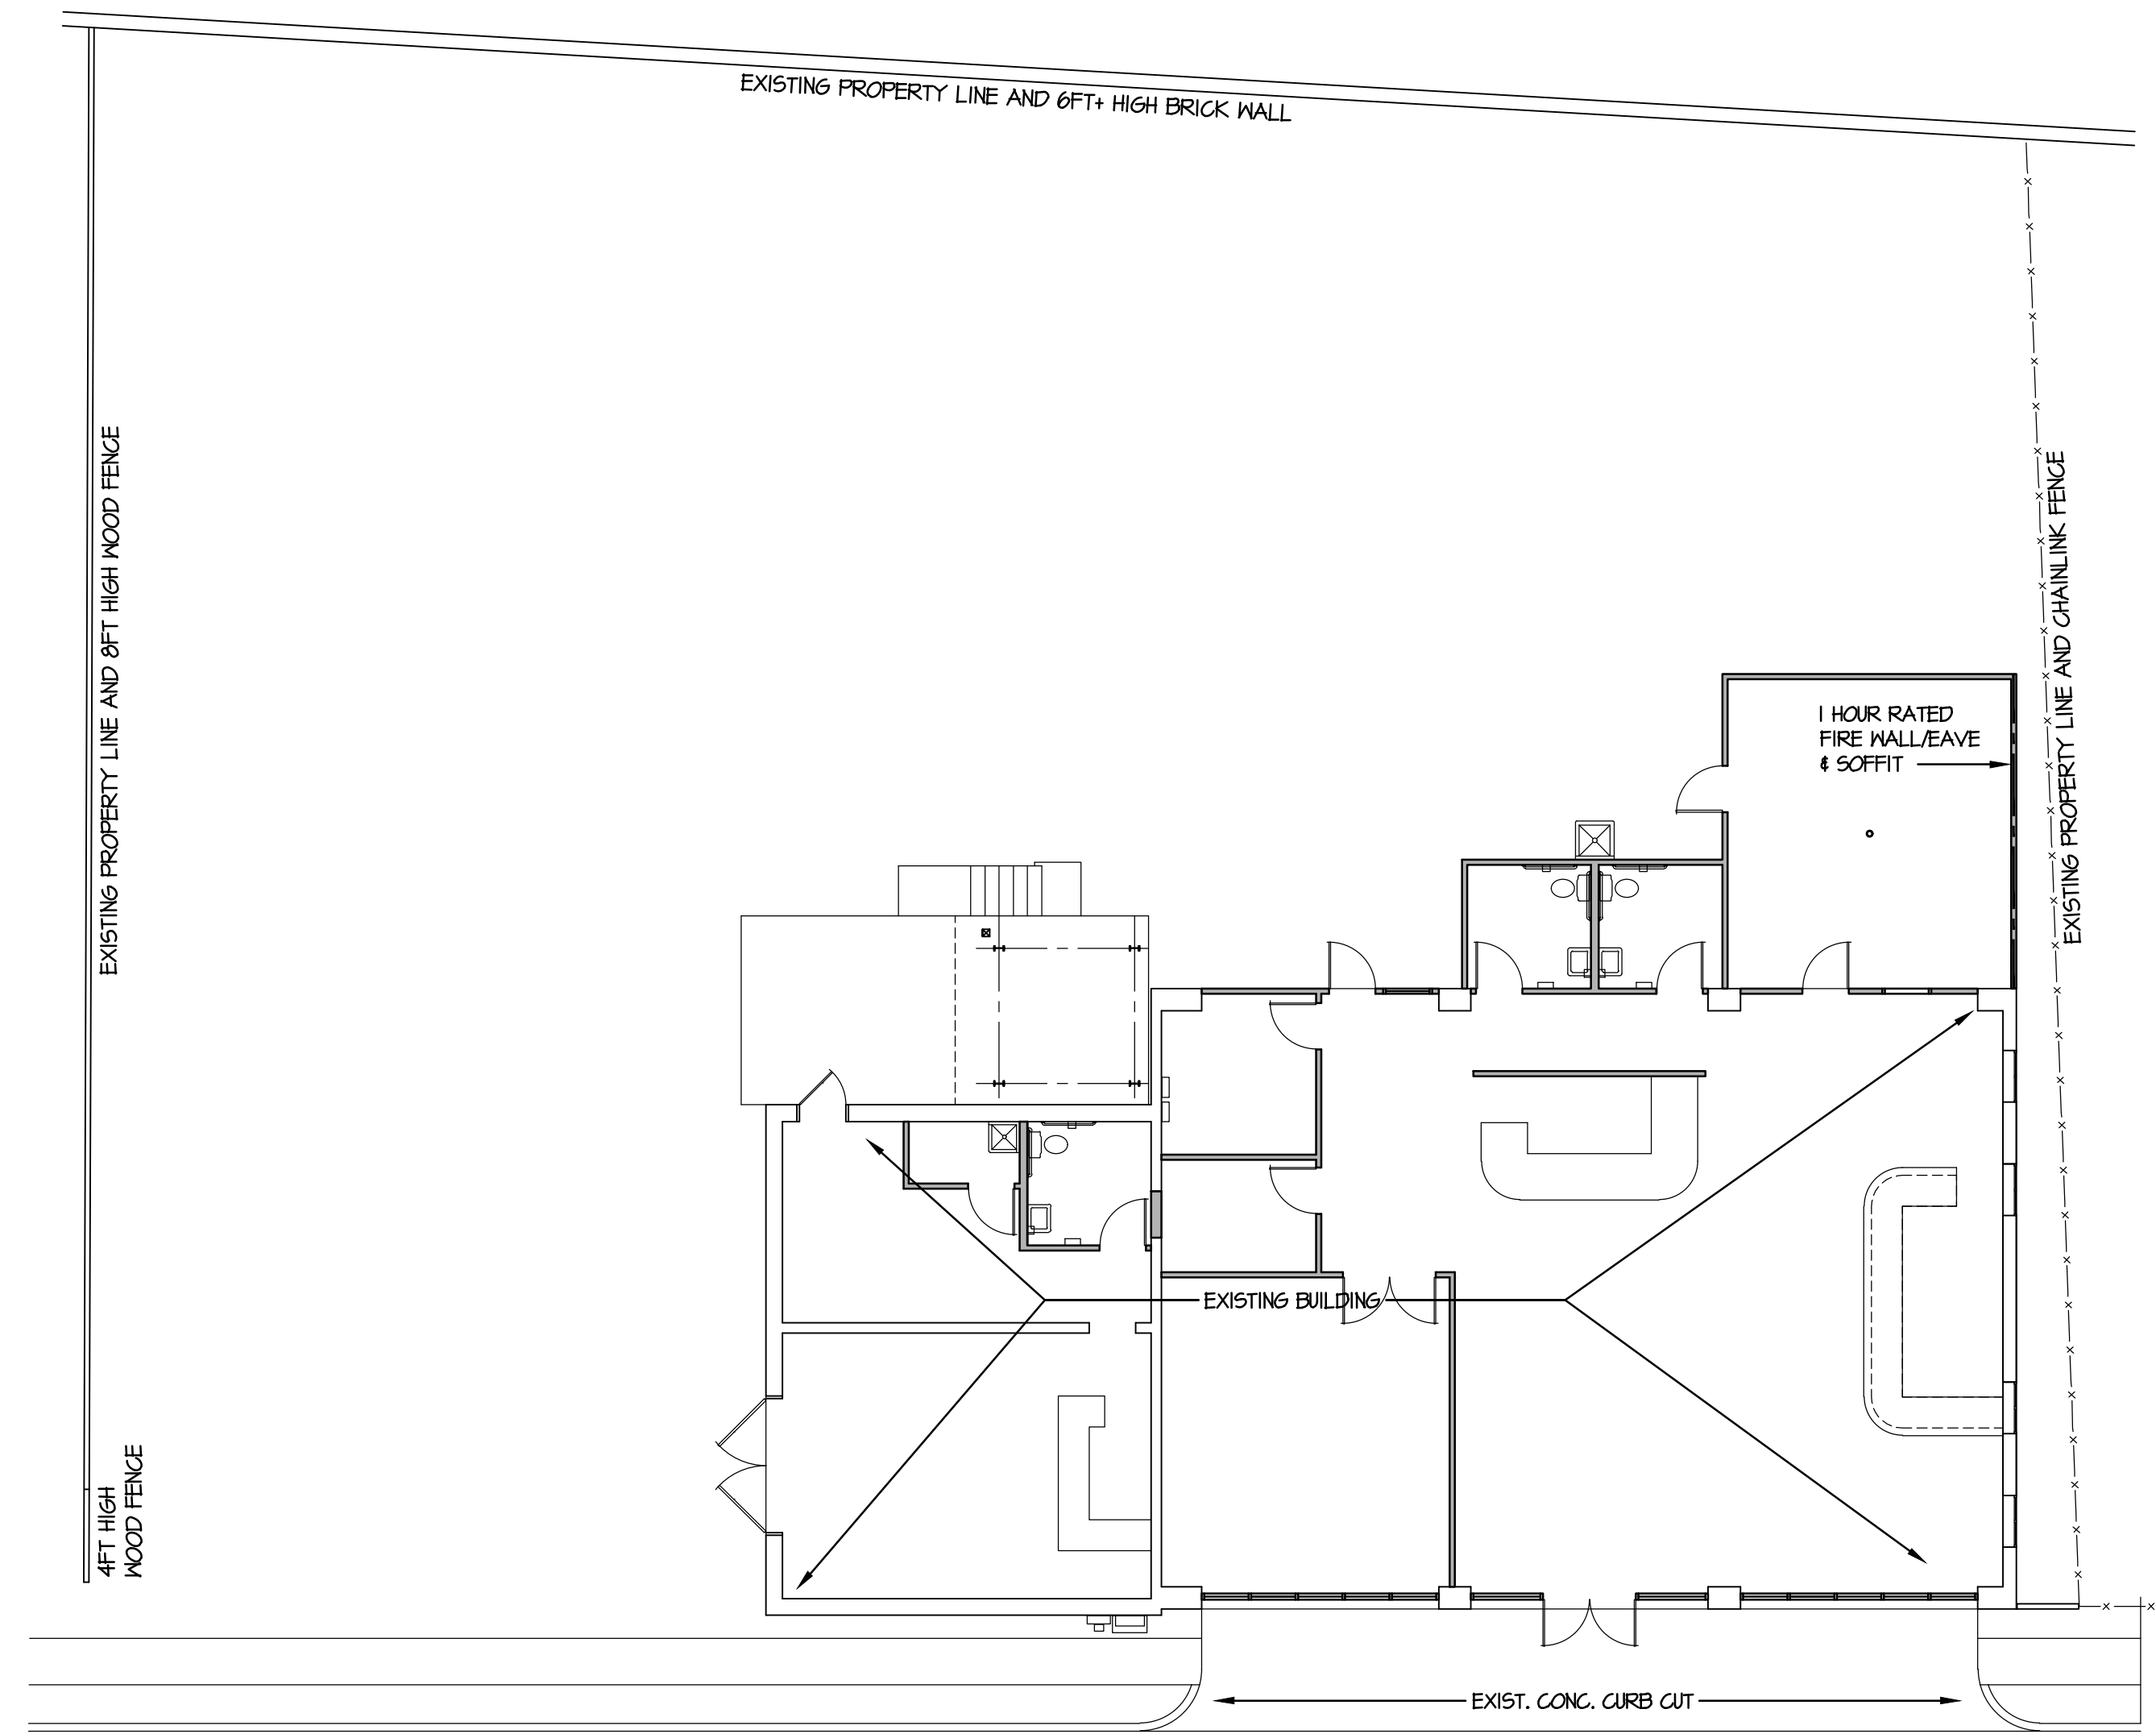 EXISTING PROPERTY LINE AND 6FT+ HIGH BRICK WALL
EXISTING PROPERTY LINE AND 8FT HIGH WOOD FENCE
EXISTING PROPERTY LINE AND CHAINLINK FENCE
1 HOUR RATED
FIRE WALL/EAVE
& SOFFIT
EXISTING BUILDING
4FT HIGH
WOOD FENCE
EXIST. CONC. CURB CUT